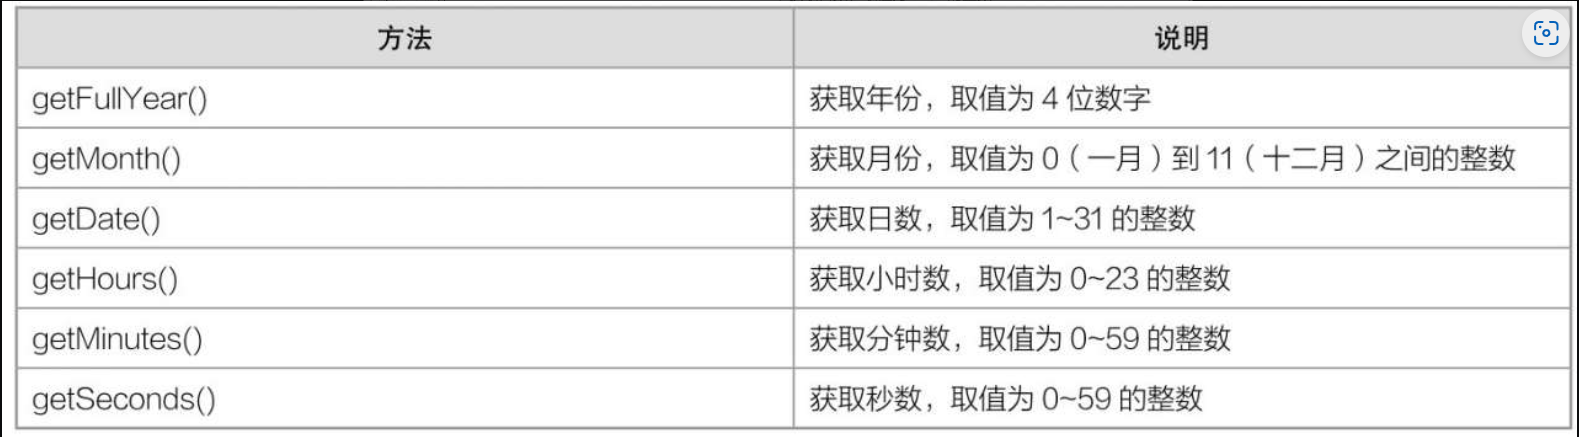 方法 说明
getFullYear() 获取年份，取值为 4 位数字
getMonth() 获取月份，取值为 0（一月）到 11（十二月）之间的整数
getDate() 获取日数，取值为 1~31 的整数
getHours() 获取小时数，取值为 0~23 的整数
getMinutes() 获取分钟数，取值为 0~59 的整数
getSeconds() 获取秒数，取值为 0~59 的整数